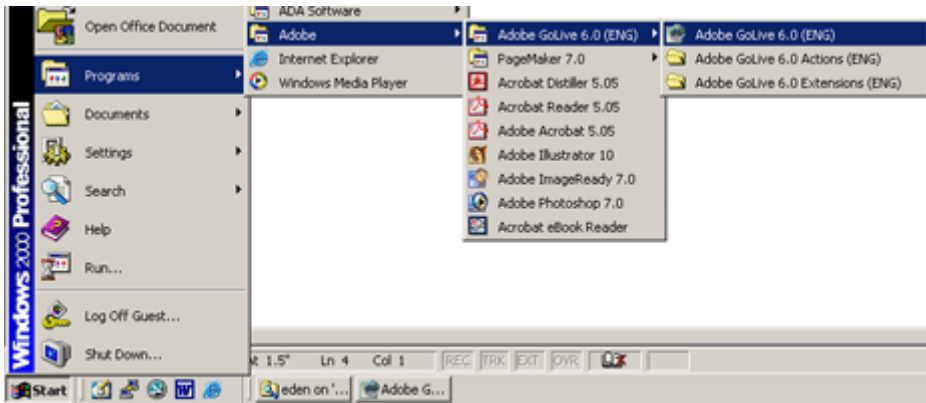 ADA Software
Open Office Document
Adobe
Adobe GoLive 6.0 (ENG)
Adobe GoLive 6.0 (ENG)
Internet Explorer
PageMaker 7.0
Adobe GoLive 6.0 Actions (ENG)
Programs
Windows Media Player
Acrobat Distiller 5.05
Adobe GoLive 6.0 Extensions (ENG)
Documents
Acrobat Reader 5.05
Adobe Acrobat 5.05
Settings
Adobe Illustrator 10
Adobe ImageReady 7.0
Search
Adobe Photoshop 7.0
Help
Acrobat eBook Reader
Run...
Log Off Guest...
Shut Down...
Windows 2000 Professional
At 1.5" Ln 4 Col 1 REC TRK EXT OVR
Start
eden on '...
Adobe G...